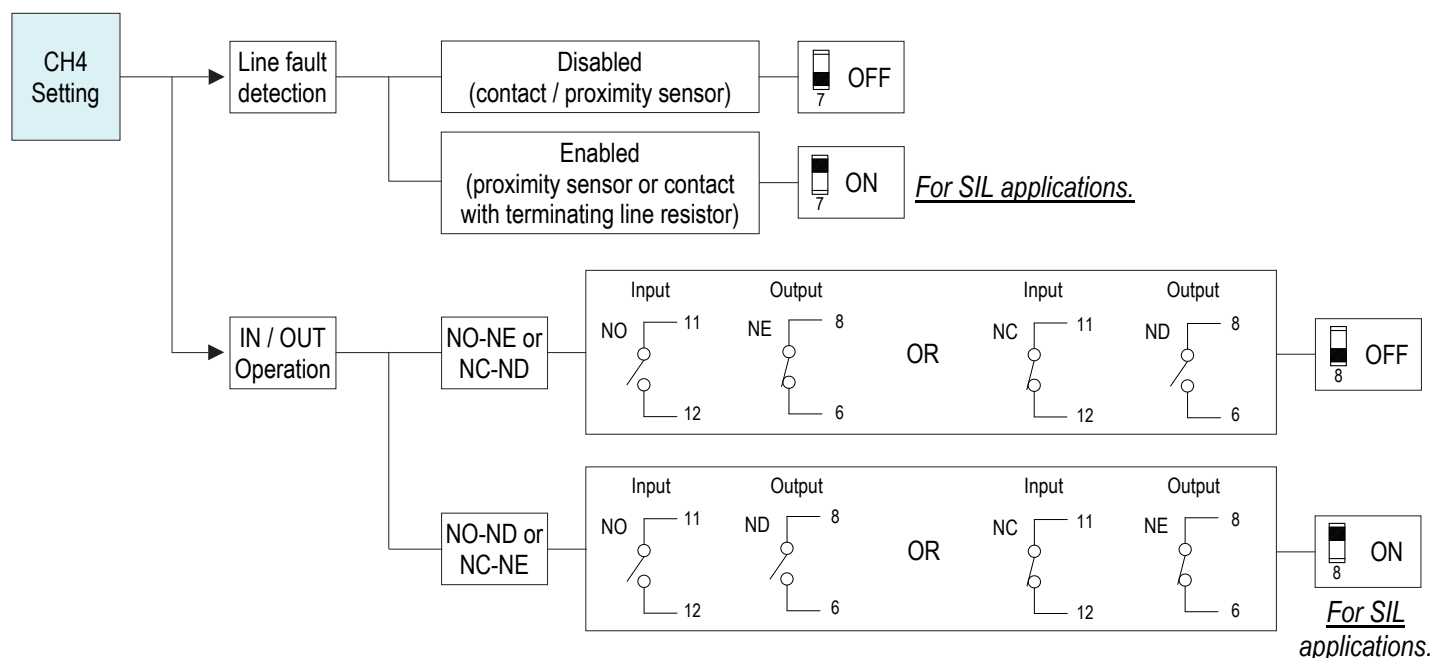 CH4
Setting
Line fault
detection
Disabled
(contact / proximity sensor)
7
OFF
Enabled
(proximity sensor or contact
with terminating line resistor)
7
ON
For SIL applications.
IN / OUT
Operation
NO-NE or
NC-ND
Input
Output
Input
Output
NO
11
12
NE
8
6
OR
NC
11
12
ND
8
6
8
OFF
NO-ND or
NC-NE
Input
Output
Input
Output
NO
11
12
ND
8
6
OR
NC
11
12
NE
8
6
8
ON
For SIL
applications.